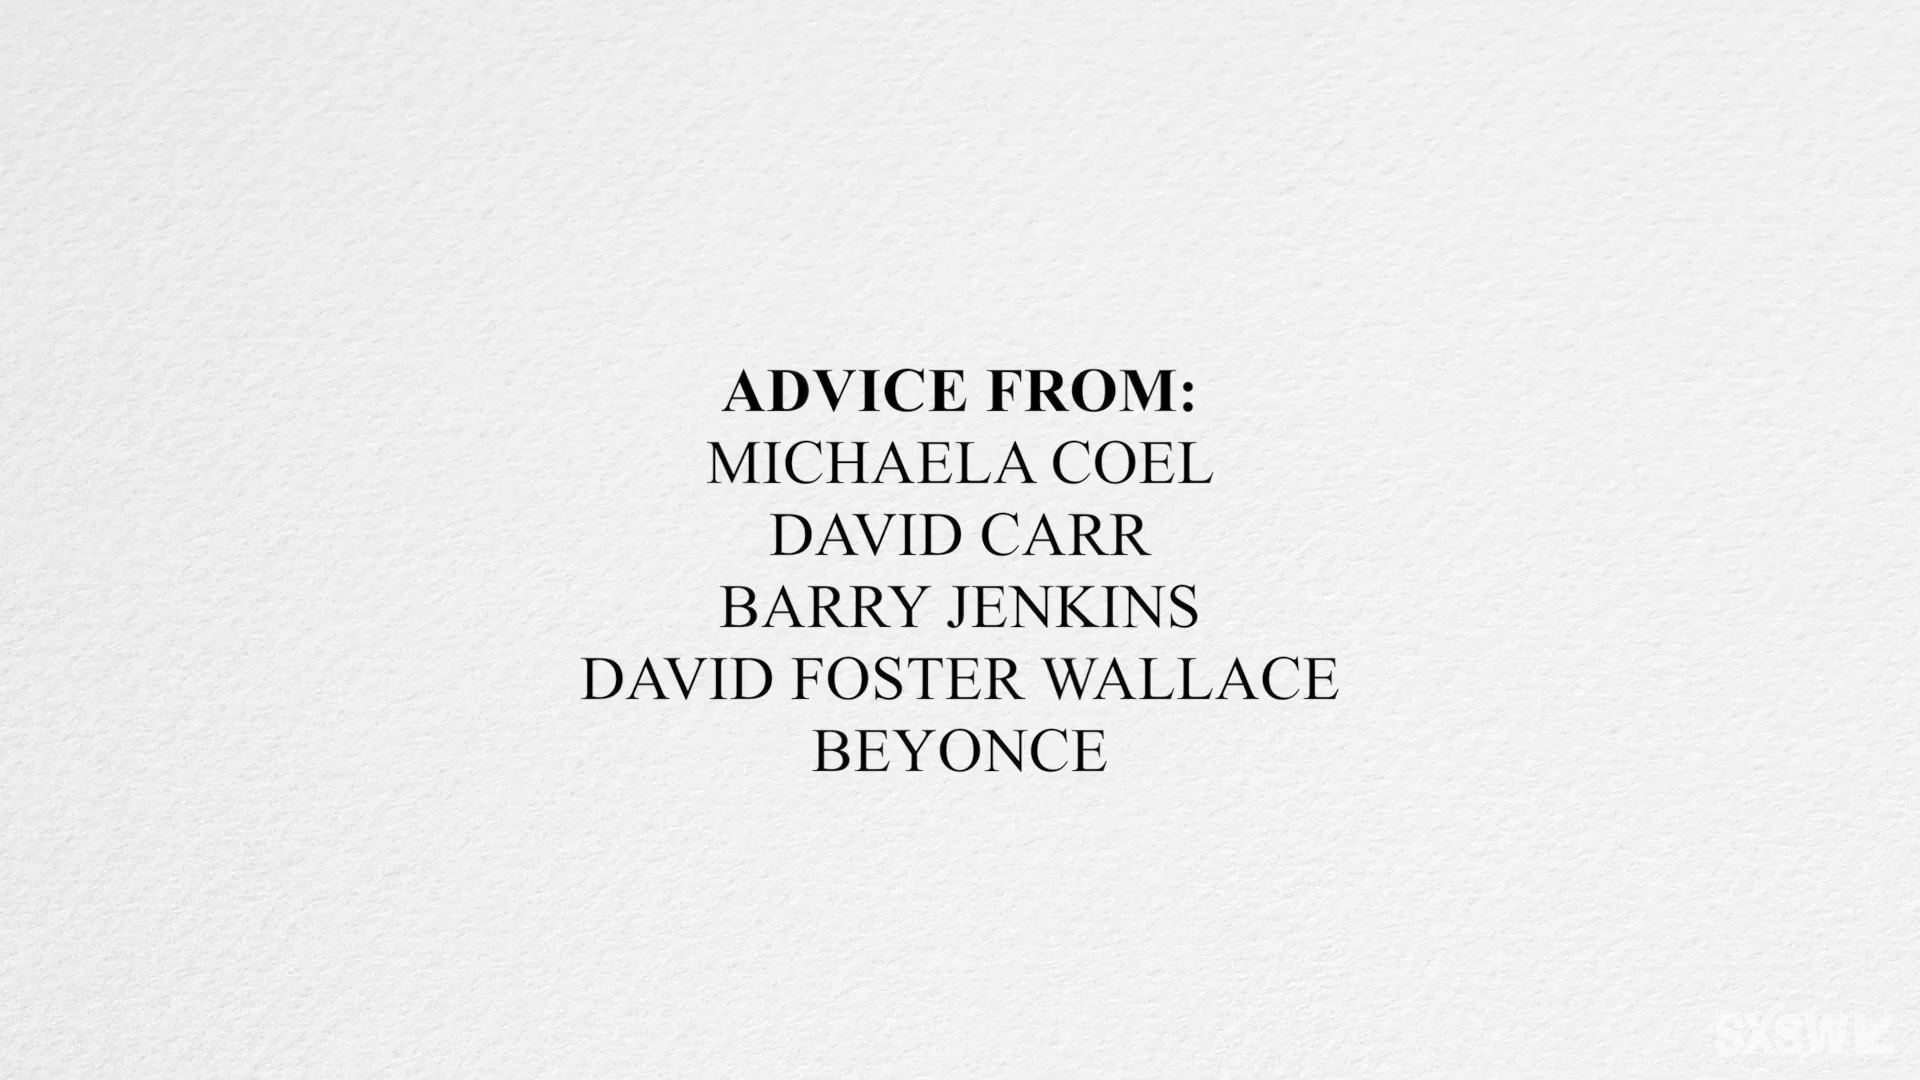 ADVICE FROM:
MICHAELA COEL
DAVID CARR
BARRY JENKINS
DAVID FOSTER WALLACE
BEYONCE
SXSW